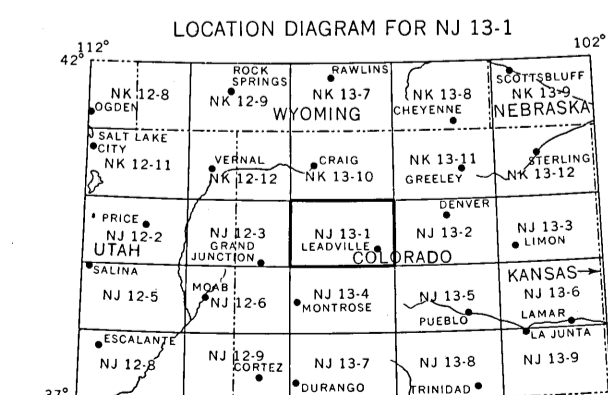 LOCATION DIAGRAM FOR NJ 13-1
112° 102°
42°
ROCK SPRINGS RAWLINS SCOTTSBLUFF
NK 12-8 NK 12-9 NK 13-7 NK 13-8 NK 13-9
OGDEN WYOMING CHEYENNE NEBRASKA
SALT LAKE CITY VERNAL CRAIG NK 13-11 STERLING
NK 12-11 NK 12-12 NK 13-10 GREELEY NK 13-12
PRICE DENVER
NJ 12-2 NJ 12-3 NJ 13-1 NJ 13-2 NJ 13-3
UTAH GRAND JUNCTION LEADVILLE COLORADO LIMON
SALINA KANSAS
NJ 12-5 MOAB NJ 12-6 NJ 13-4 NJ 13-5 NJ 13-6
MONTROSE PUEBLO LAMAR
ESCALANTE LA JUNTA
NJ 12-8 NJ 12-9 NJ 13-7 NJ 13-8 NJ 13-9
CORTEZ DURANGO TRINIDAD
37°